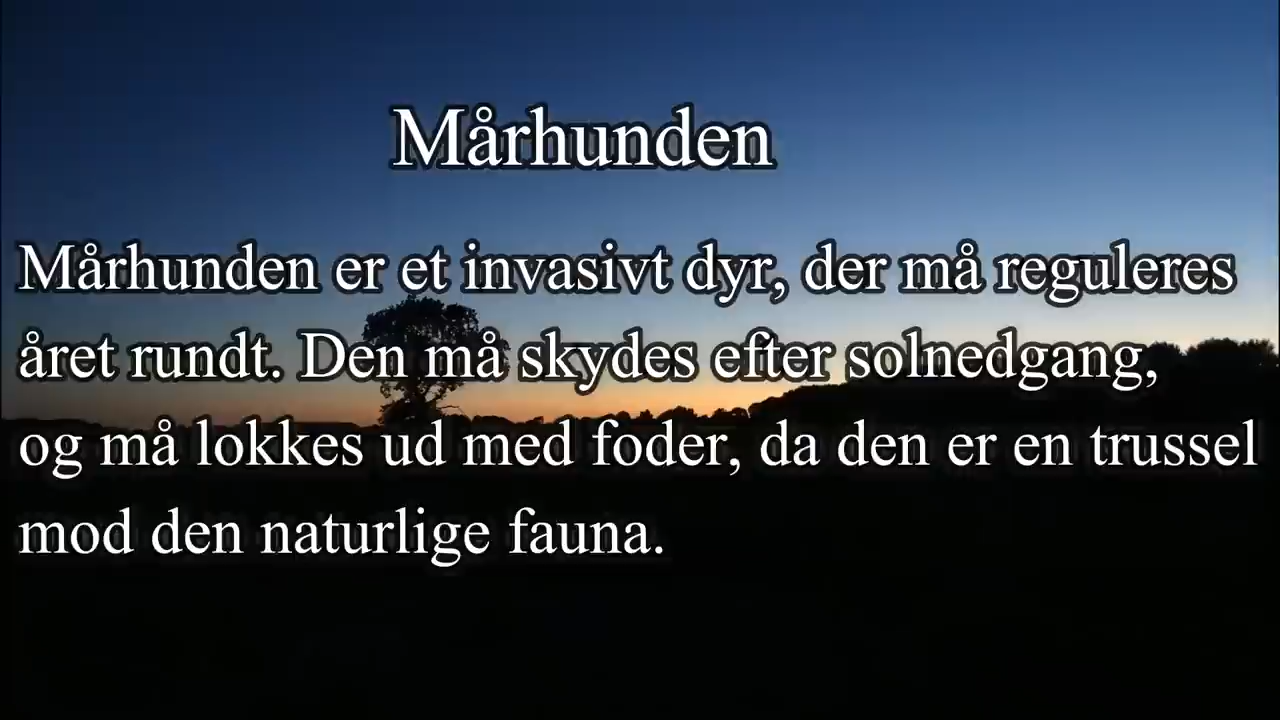 Mårhunden
Mårhunden er et invasivt dyr, der må reguleres
året rundt. Den må skydes efter solnedgang,
og må lokkes ud med foder, da den er en trussel
mod den naturlige fauna.